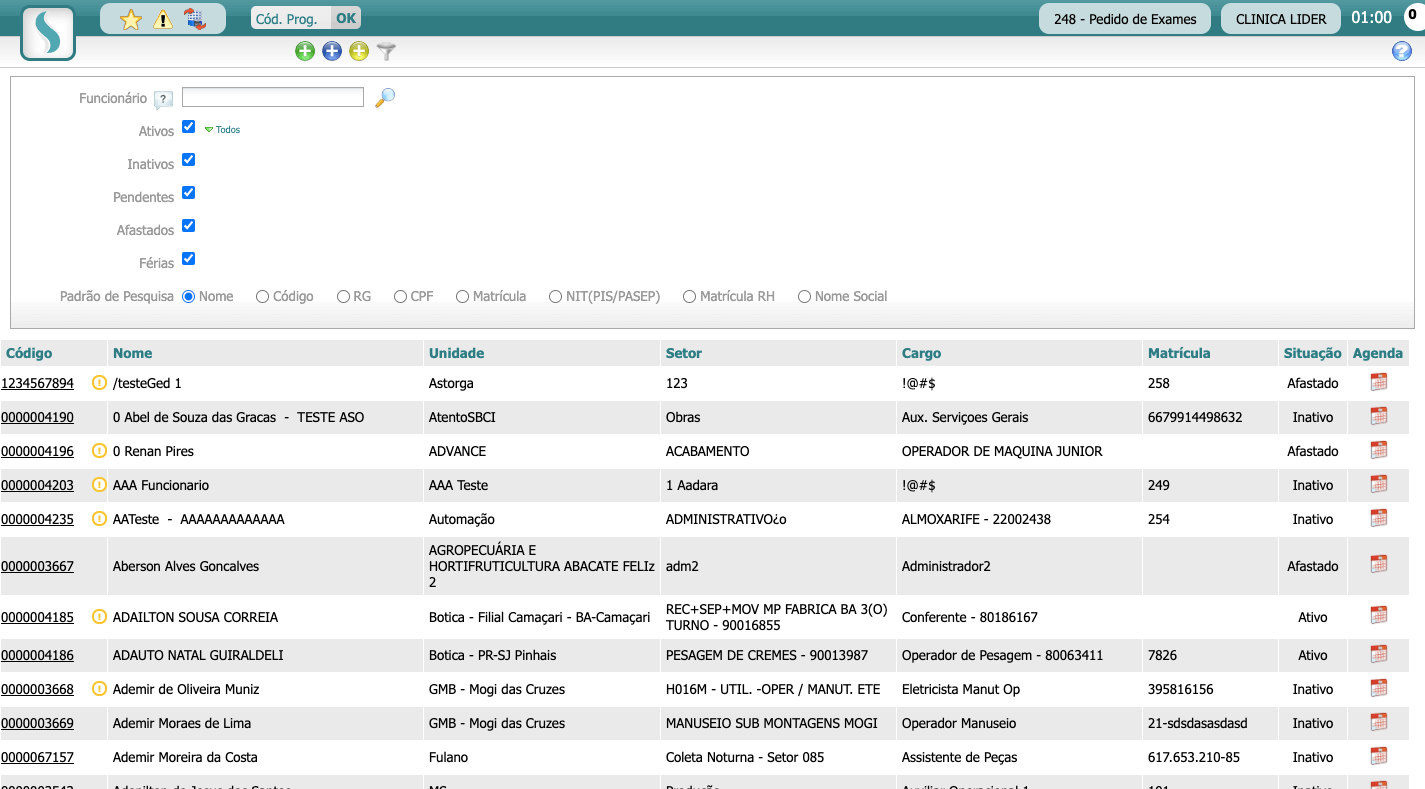 Cód. Prog. OK 248 - Pedido de Exames CLINICA LIDER 01:00 0
Funcionário ?
Ativos Todos
Inativos
Pendentes
Afastados
Férias
Padrão de Pesquisa Nome Código RG CPF Matrícula NIT(PIS/PASEP) Matrícula RH Nome Social
Código Nome Unidade Setor Cargo Matrícula Situação Agenda
1234567894 /testeGed 1 Astorga 123 !@#$ 258 Afastado
0000004190 0 Abel de Souza das Gracas - TESTE ASO AtentoSBCI Obras Aux. Serviçoes Gerais 6679914498632 Inativo
0000004196 0 Renan Pires ADVANCE ACABAMENTO OPERADOR DE MAQUINA JUNIOR Afastado
0000004203 AAA Funcionario AAA Teste 1 Aadara !@#$ 249 Inativo
0000004235 AATeste - AAAAAAAAAAAAA Automação ADMINISTRATIVO¿o ALMOXARIFE - 22002438 254 Inativo
0000003667 Aberson Alves Goncalves AGROPECUÁRIA E
HORTIFRUTICULTURA ABACATE FELIz
2 adm2 Administrador2 Afastado
0000004185 ADAILTON SOUSA CORREIA Botica - Filial Camaçari - BA-Camaçari REC+SEP+MOV MP FABRICA BA 3(O)
TURNO - 90016855 Conferente - 80186167 Ativo
0000004186 ADAUTO NATAL GUIRALDELI Botica - PR-SJ Pinhais PESAGEM DE CREMES - 90013987 Operador de Pesagem - 80063411 7826 Ativo
0000003668 Ademir de Oliveira Muniz GMB - Mogi das Cruzes H016M - UTIL. -OPER / MANUT. ETE Eletricista Manut Op 395816156 Inativo
0000003669 Ademir Moraes de Lima GMB - Mogi das Cruzes MANUSEIO SUB MONTAGENS MOGI Operador Manuseio 21-sdsdasasdasd Inativo
0000067157 Ademir Moreira da Costa Fulano Coleta Noturna - Setor 085 Assistente de Peças 617.653.210-85 Inativo